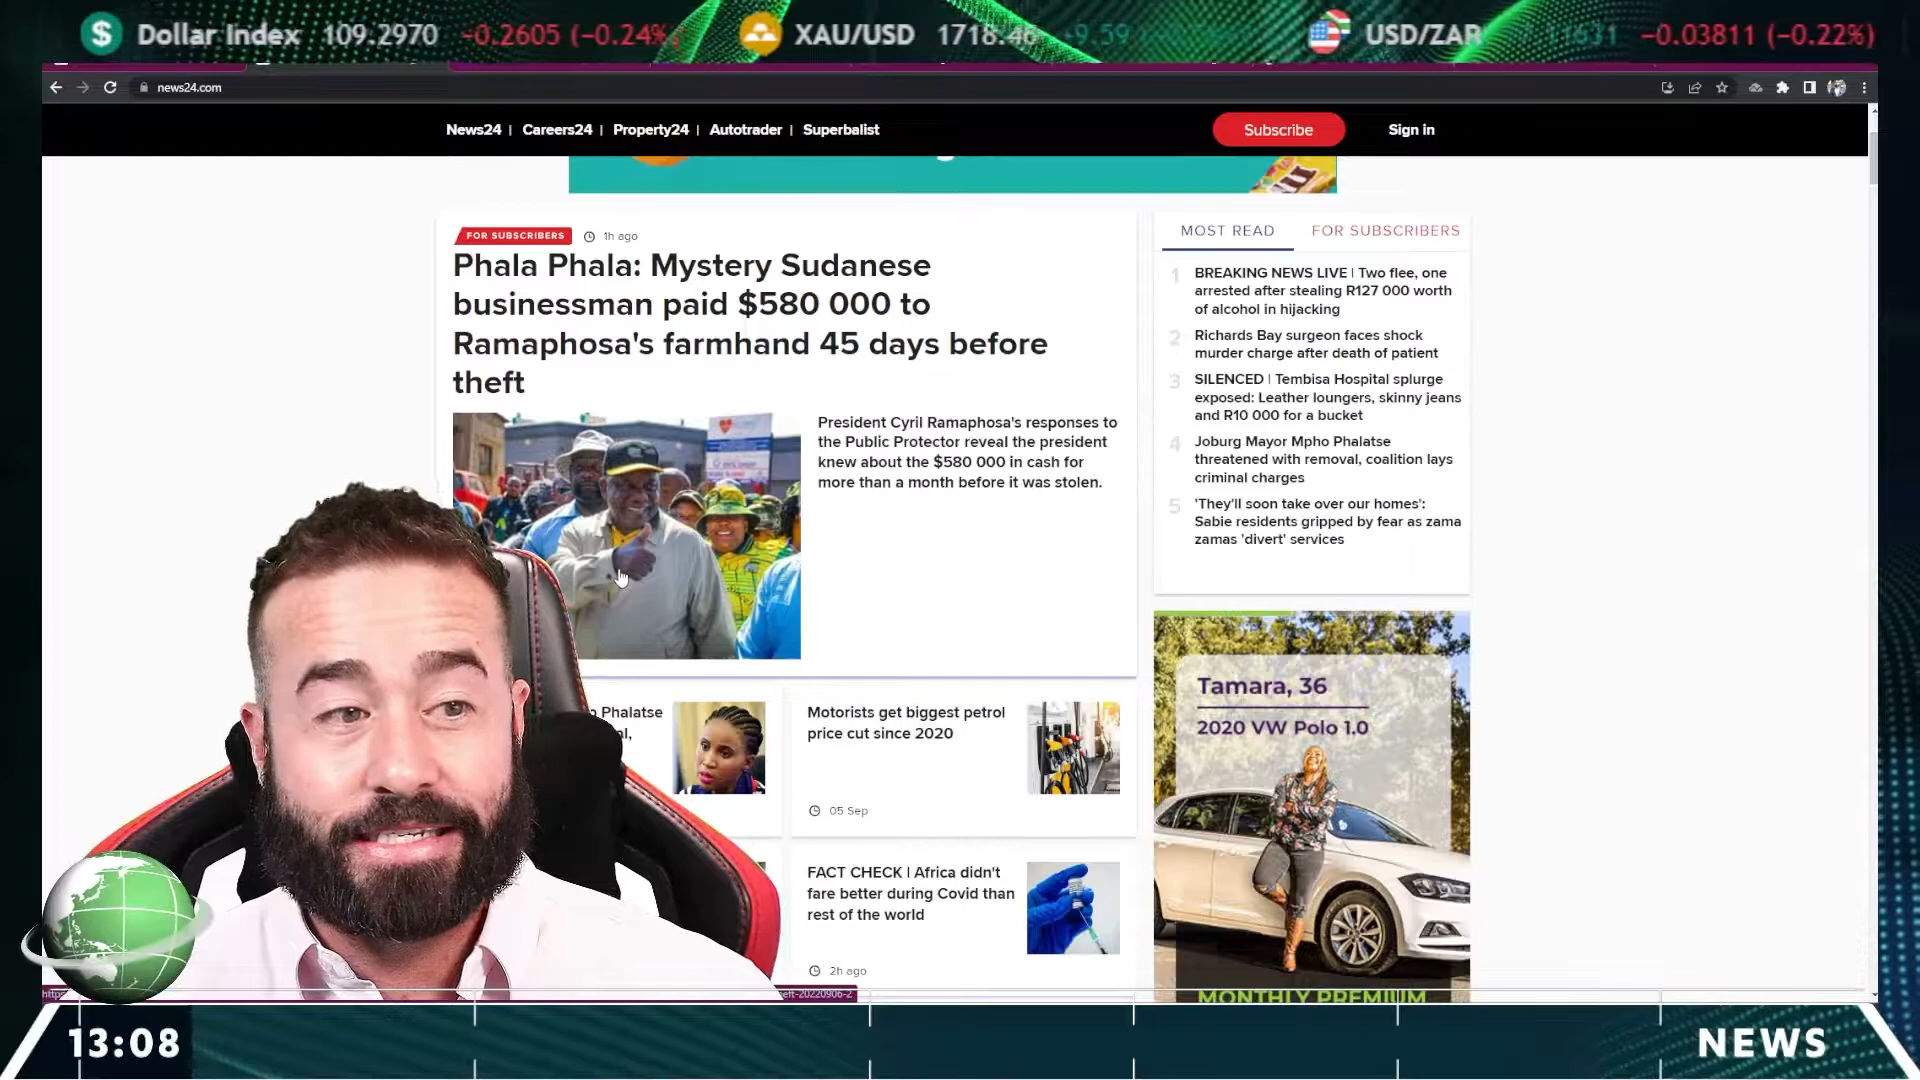 Dollar Index 109.2970 -0.2605 (-0.24%) XAU/USD 1718.46 +9.59 USD/ZAR -0.03811 (-0.22%)
news24.com
News24 | Careers24 | Property24 | Autotrader | Superbalist
Subscribe
Sign in
FOR SUBSCRIBERS 1h ago
Phala Phala: Mystery Sudanese
businessman paid $580 000 to
Ramaphosa's farmhand 45 days before
theft
President Cyril Ramaphosa's responses to
the Public Protector reveal the president
knew about the $580 000 in cash for
more than a month before it was stolen.
MOST READ FOR SUBSCRIBERS
1 BREAKING NEWS LIVE | Two flee, one
arrested after stealing R127 000 worth
of alcohol in hijacking
2 Richards Bay surgeon faces shock
murder charge after death of patient
3 SILENCED | Tembisa Hospital splurge
exposed: Leather loungers, skinny jeans
and R10 000 for a bucket
4 Joburg Mayor Mpho Phalatse
threatened with removal, coalition lays
criminal charges
5 'They'll soon take over our homes':
Sabie residents gripped by fear as zama
zamas 'divert' services
Phalatse
Motorists get biggest petrol
price cut since 2020
05 Sep
FACT CHECK | Africa didn't
fare better during Covid than
rest of the world
2h ago
Tamara, 36
2020 VW Polo 1.0
MONTHLY PREMIUM
eft-20220906-2
13:08
NEWS